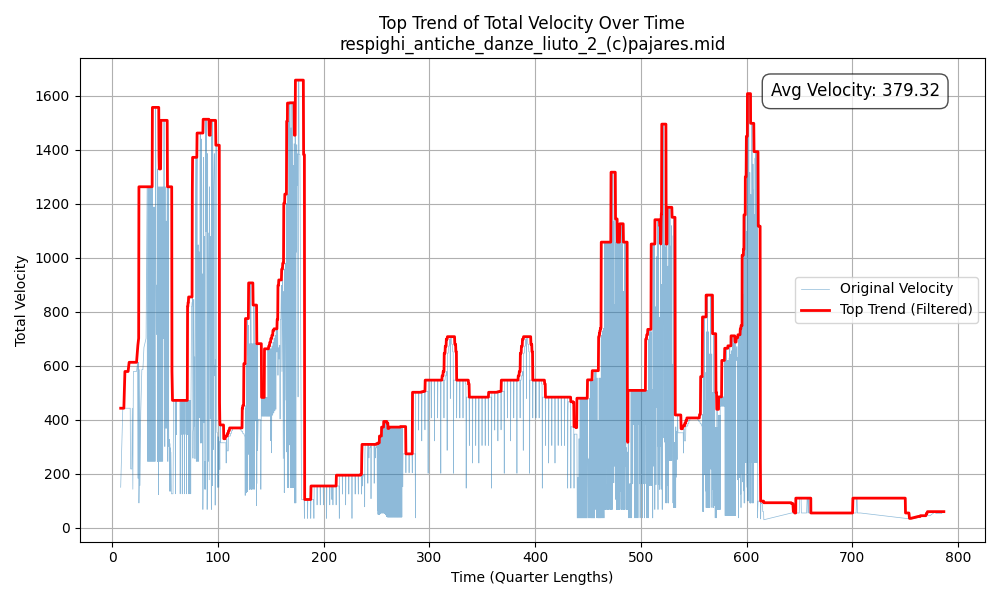 Top Trend of Total Velocity Over Time
respighi_antiche_danze_liuto_2_(c)pajares.mid
Avg Velocity: 379.32
Total Velocity
1600
1400
1200
1000
800
600
400
200
0
Original Velocity
Top Trend (Filtered)
0 100 200 300 400 500 600 700 800
Time (Quarter Lengths)